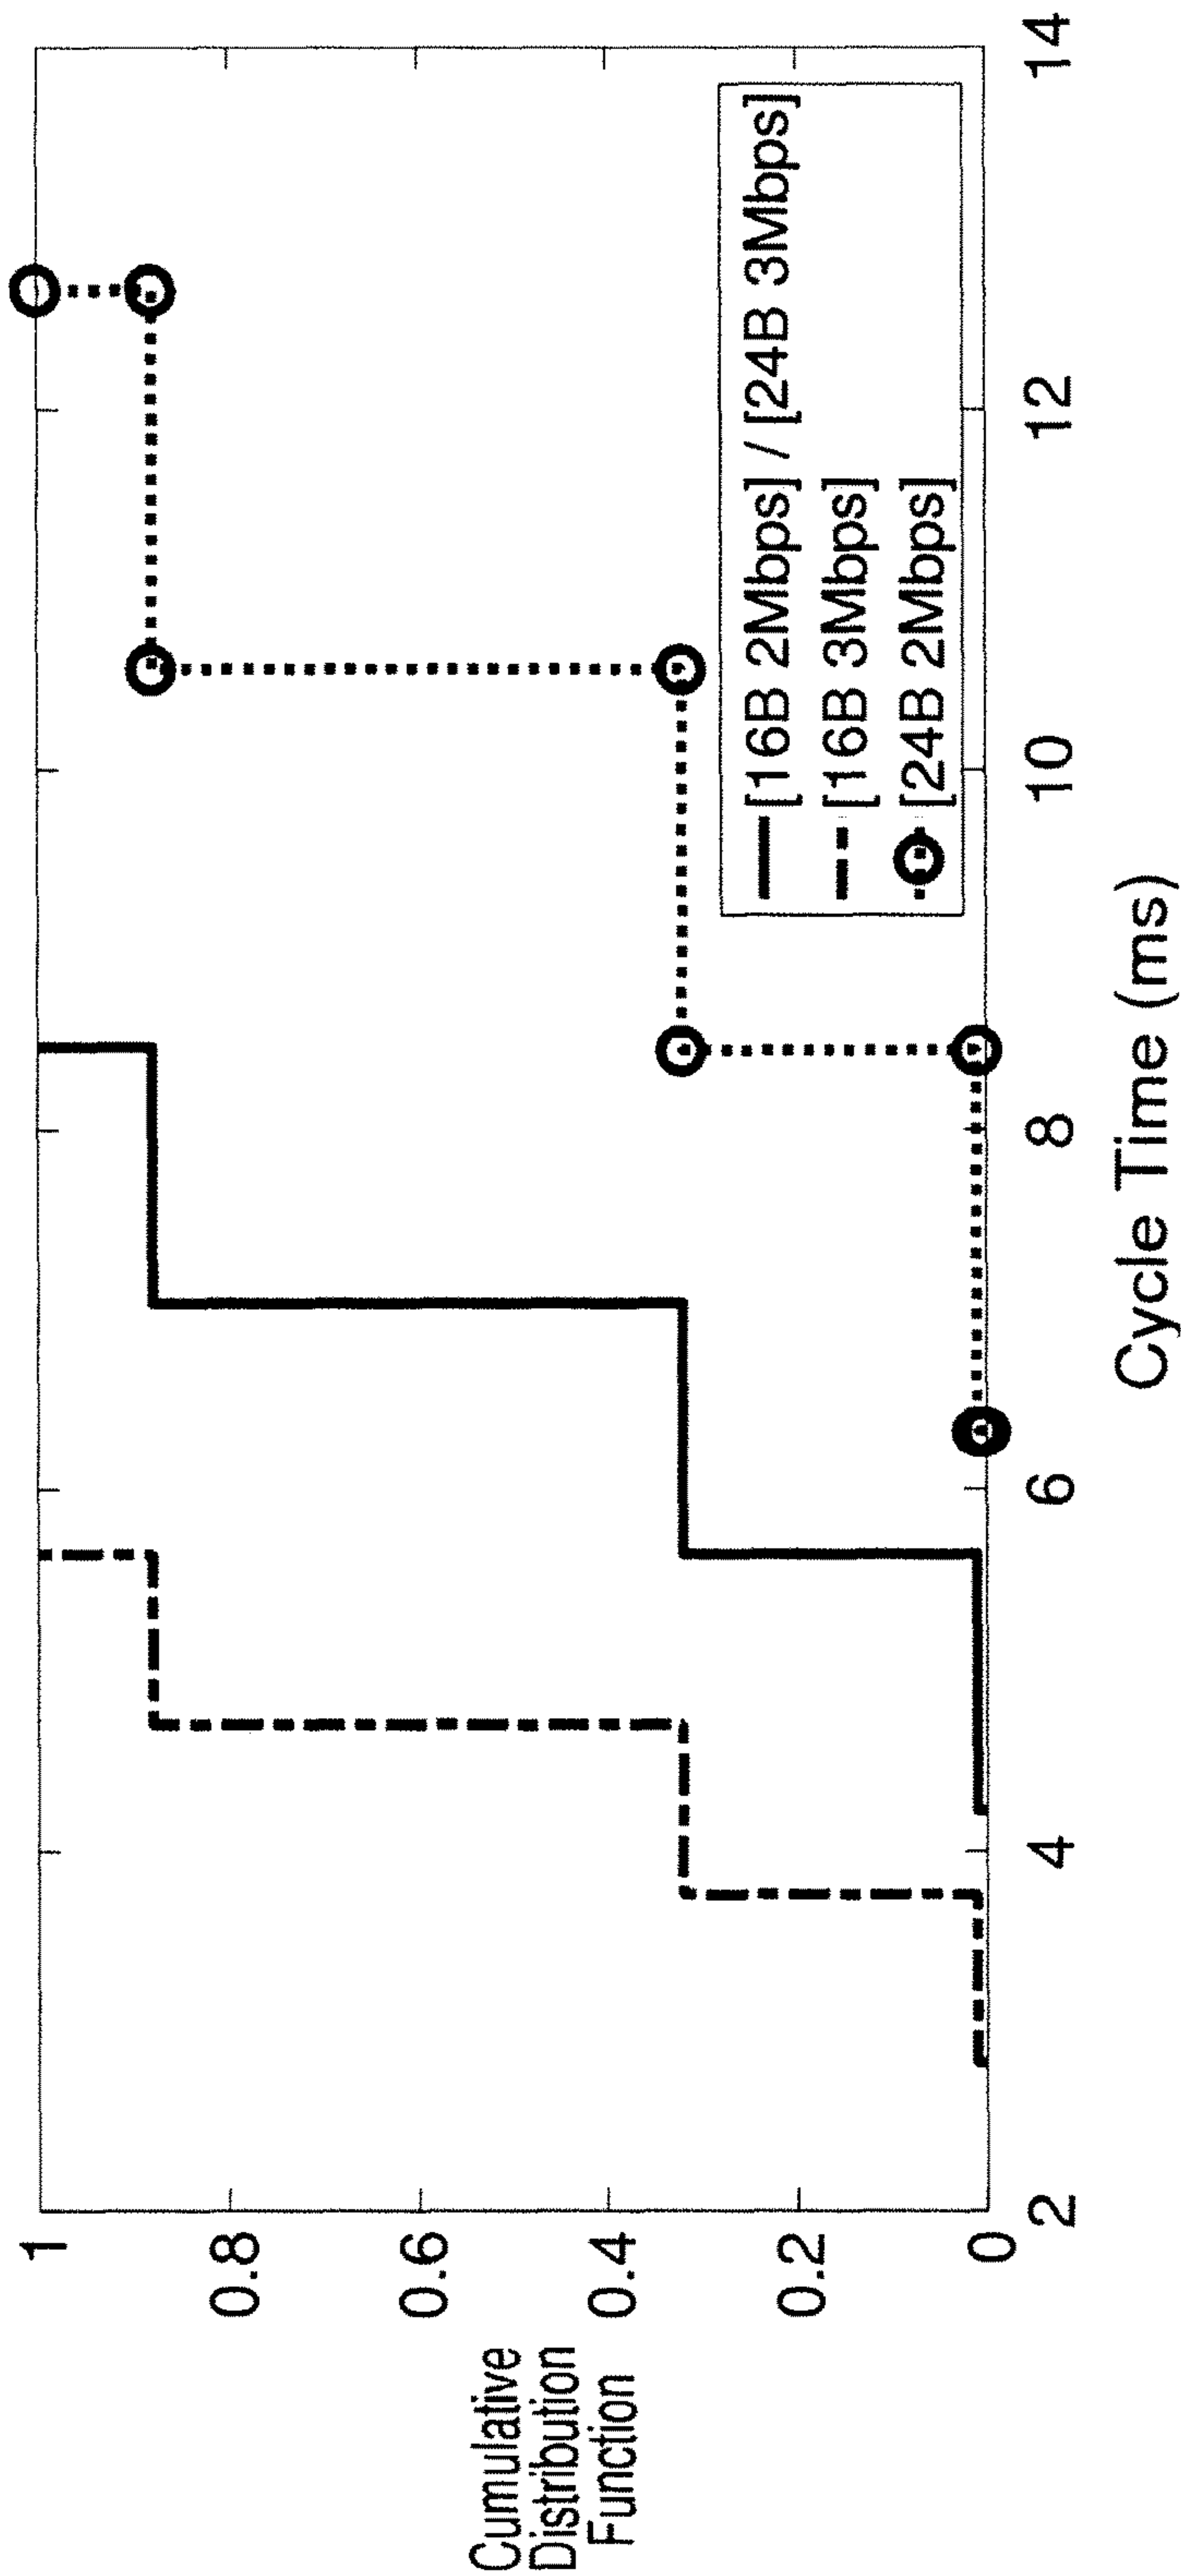 Cumulative
Distribution
Function
1
0.8
0.6
0.4
0.2
0
2
4
6
8
10
12
14
Cycle Time (ms)
[16B 2Mbps] / [24B 3Mbps]
[16B 3Mbps]
[24B 2Mbps]